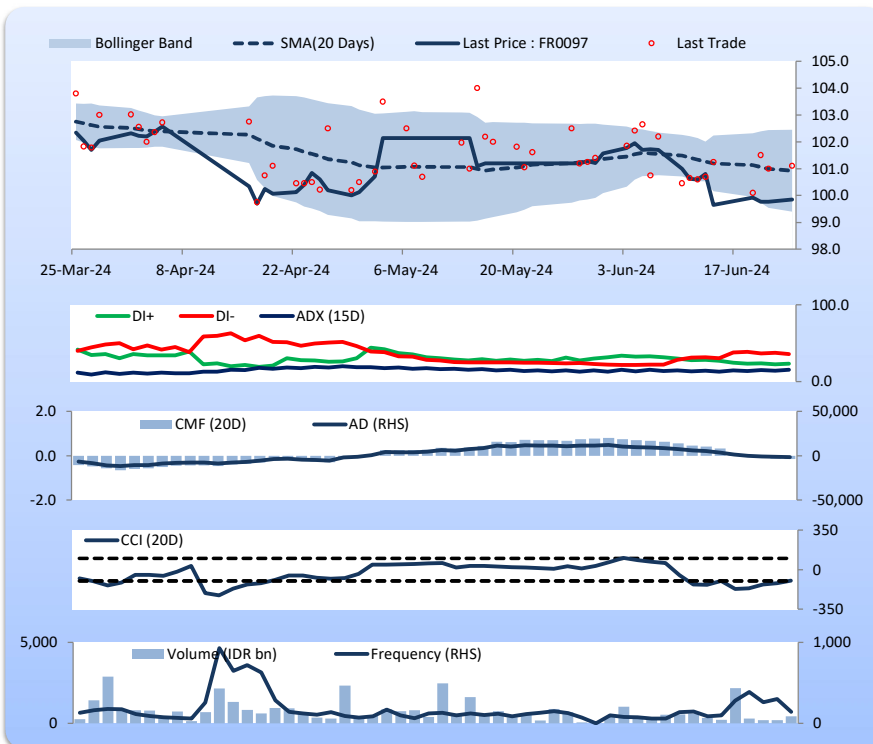 Bollinger Band SMA(20 Days) Last Price : FR0097 Last Trade
105.0
104.0
103.0
102.0
101.0
100.0
99.0
98.0
25-Mar-24 8-Apr-24 22-Apr-24 6-May-24 20-May-24 3-Jun-24 17-Jun-24
DI+ DI- ADX (15D)
100.0
0.0
2.0 CMF (20D) AD (RHS) 50,000
0.0 0
-2.0 -50,000
CCI (20D)
350
0
-350
5,000 1,000
Volume (IDR bn) Frequency (RHS)
0 0